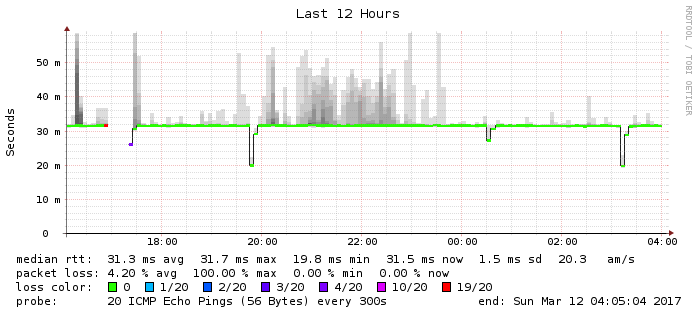 Last 12 Hours
RRDTOOL / TOBI OETIKER
Seconds
50 m
40 m
30 m
20 m
10 m
0
18:00 20:00 22:00 00:00 02:00 04:00
median rtt: 31.3 ms avg 31.7 ms max 19.8 ms min 31.5 ms now 1.5 ms sd 20.3 am/s
packet loss: 4.20 % avg 100.00 % max 0.00 % min 0.00 % now
loss color: 0 1/20 2/20 3/20 4/20 10/20 19/20
probe: 20 ICMP Echo Pings (56 Bytes) every 300s end: Sun Mar 12 04:05:04 2017